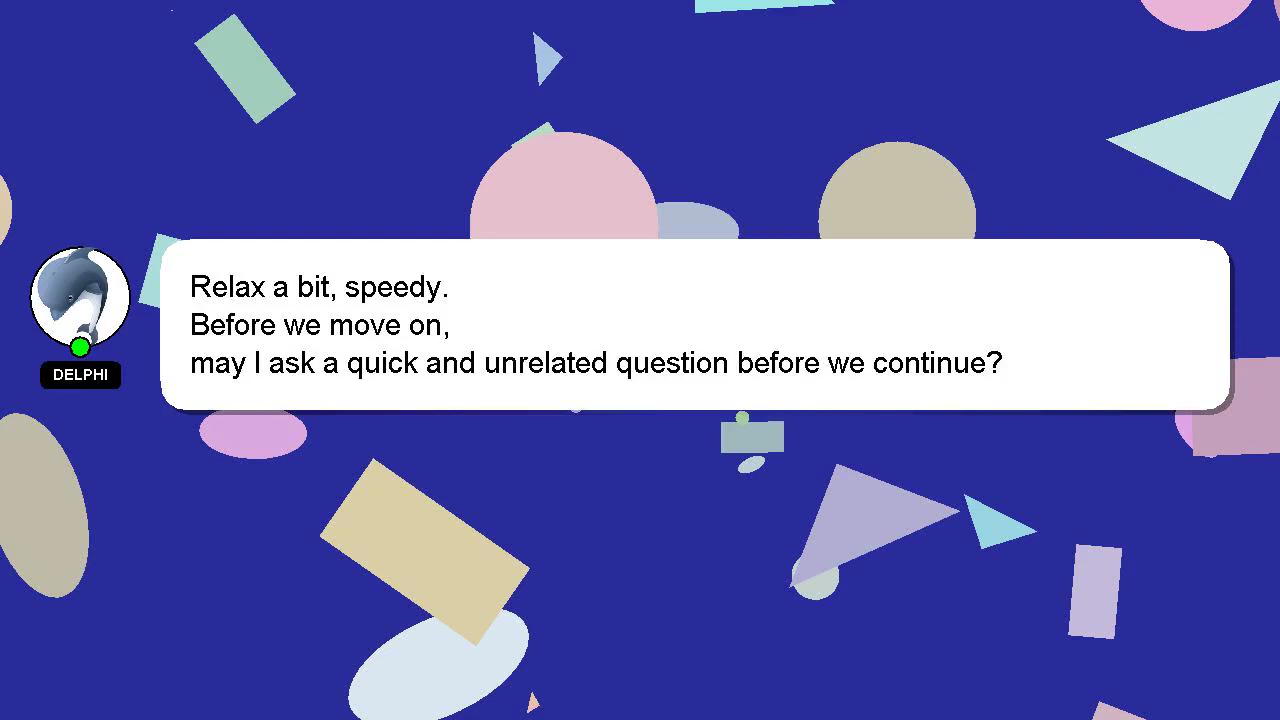 Relax a bit, speedy.
Before we move on,
may I ask a quick and unrelated question before we continue?
DELPHI